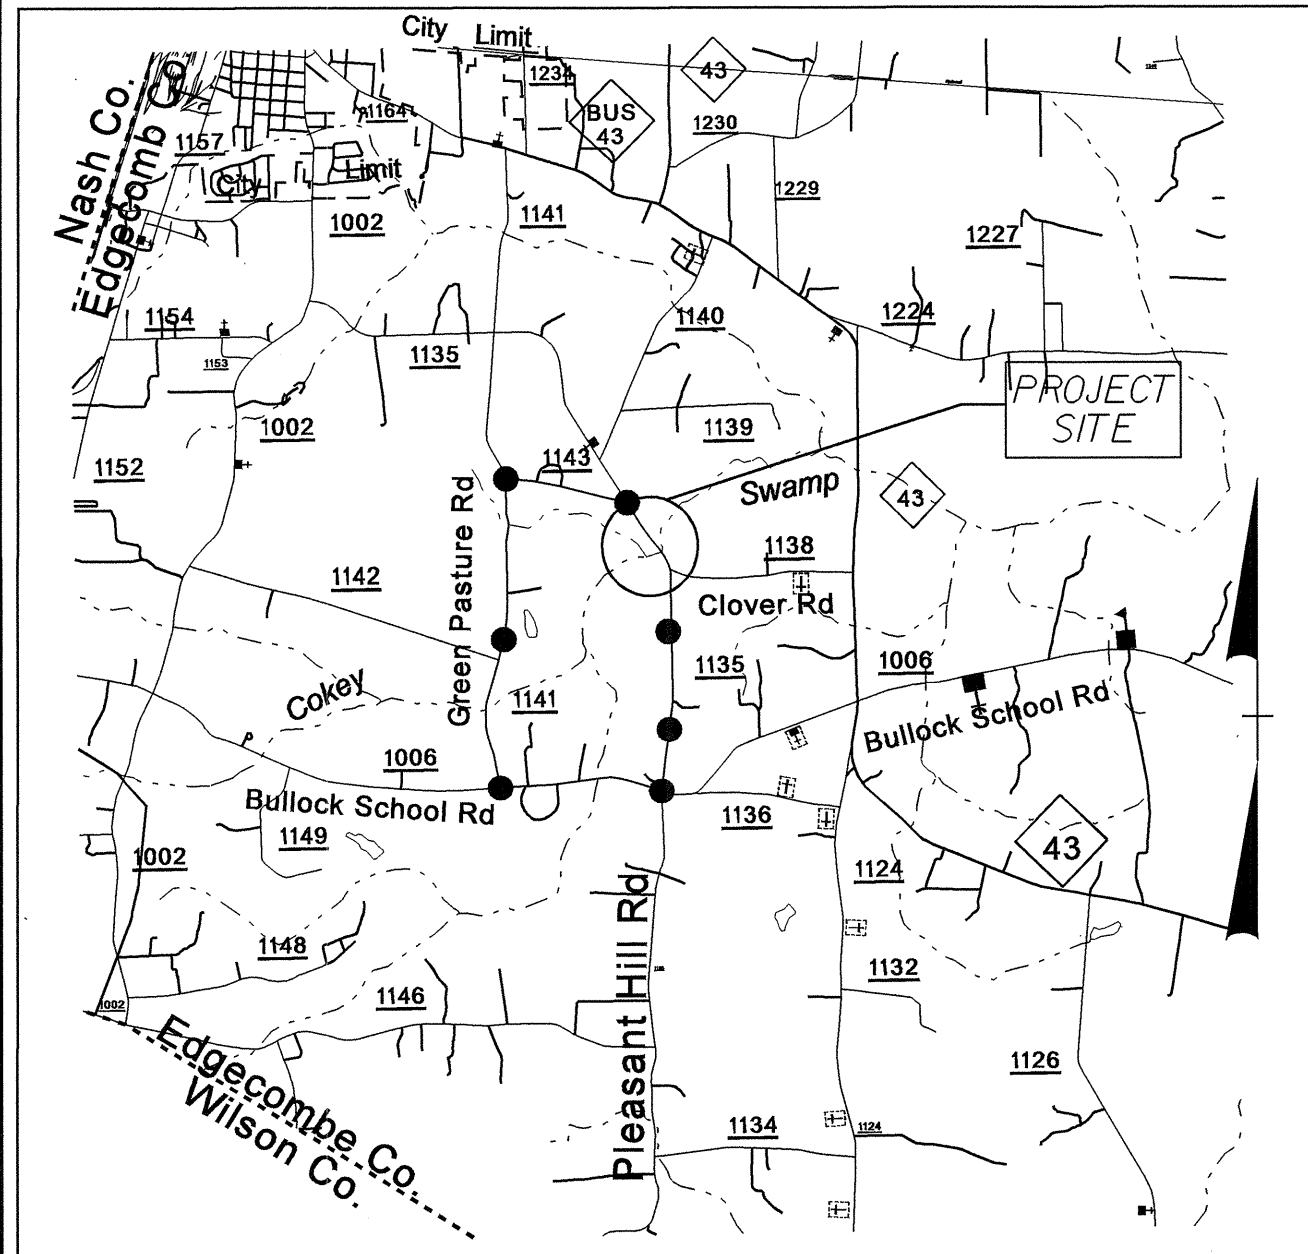 City Limit
Nash Co.
Edgecomb Co
1234
43
BUS
43
1164
1230
1157
City
Limit
1229
1002
1141
1227
1154
1140
1224
1153
1135
PROJECT
SITE
1002
1139
1152
1143
Swamp
43
Green Pasture Rd
1138
1142
Clover Rd
1135
1006
Cokey
1141
Bullock School Rd
1006
Bullock School Rd
1136
1149
43
1002
1124
Pleasant Hill Rd
1148
1132
1146
1002
Edgecombe Co.
Wilson Co.
1126
1134
1124